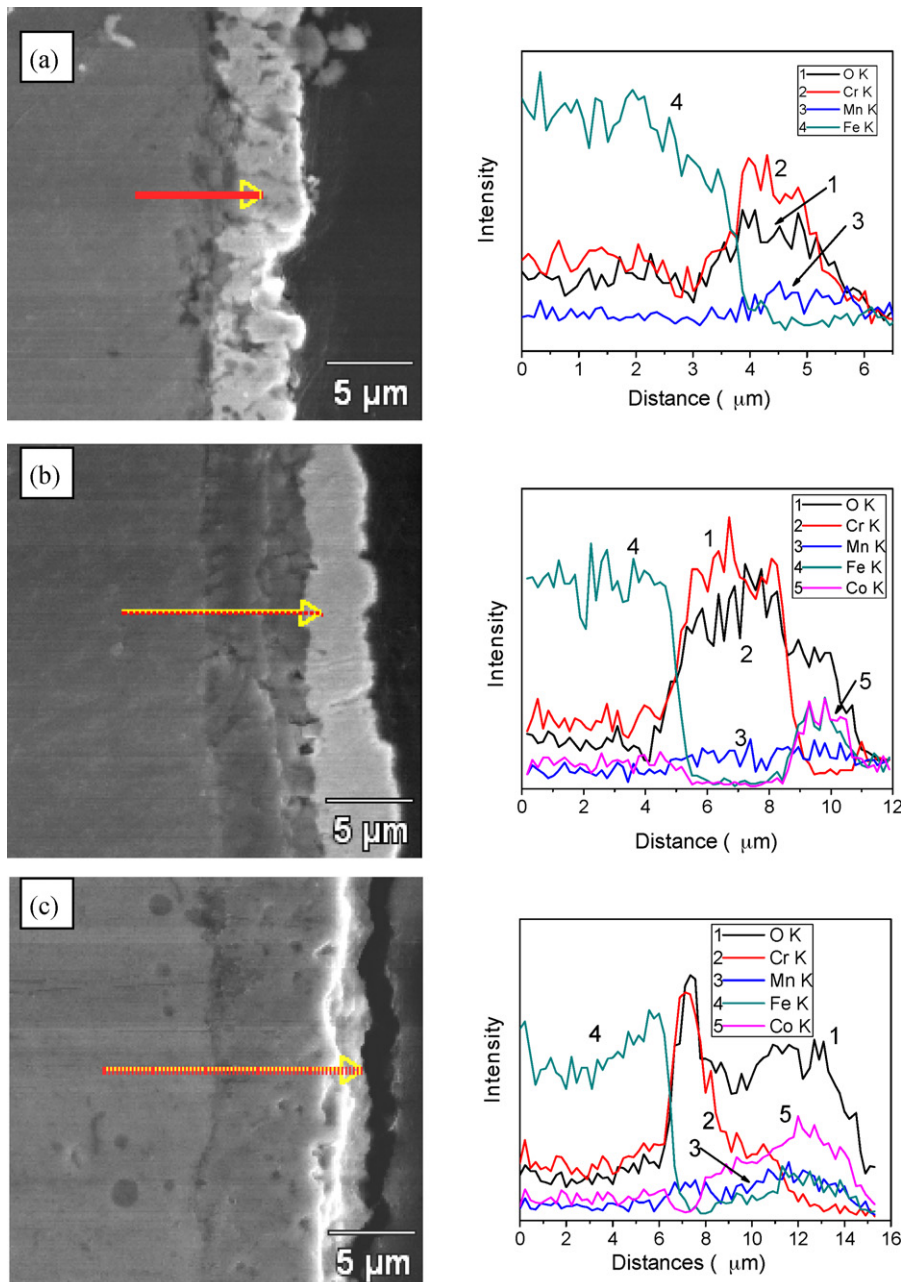 (a)
5 µm
Intensity
1 O K
2 Cr K
3 Mn K
4 Fe K
4
2
1
3
0 1 2 3 4 5 6
Distance ( µm)
(b)
5 µm
Intensity
1 O K
2 Cr K
3 Mn K
4 Fe K
5 Co K
4
1
2
5
3
0 2 4 6 8 10 12
Distance ( µm)
(c)
5 µm
Intensity
1 O K
2 Cr K
3 Mn K
4 Fe K
5 Co K
4
1
2
5
3
0 2 4 6 8 10 12 14 16
Distances ( µm)